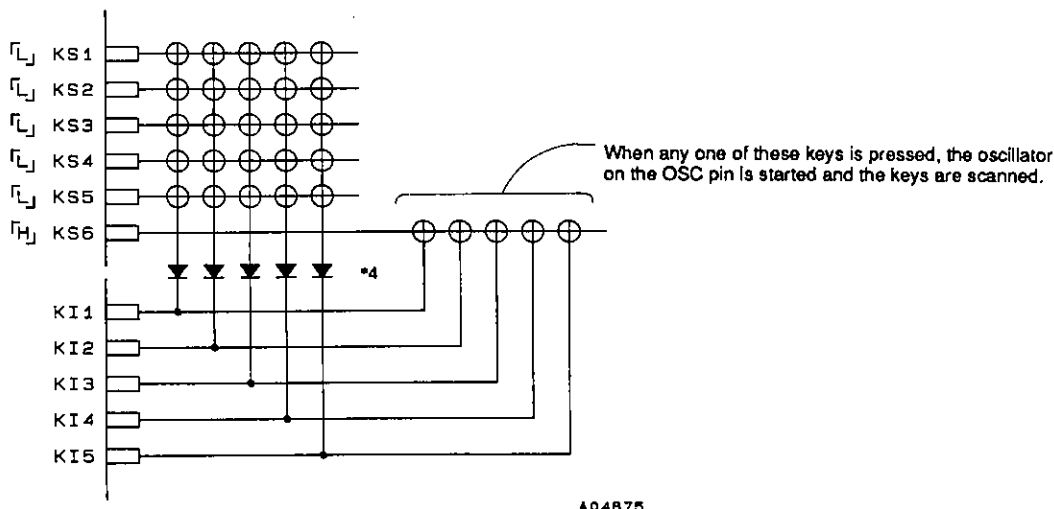 「L」 KS1
「L」 KS2
「L」 KS3
「L」 KS4
「L」 KS5
「H」 KS6
When any one of these keys is pressed, the oscillator
on the OSC pin is started and the keys are scanned.
*4
KI1
KI2
KI3
KI4
KI5
A04875